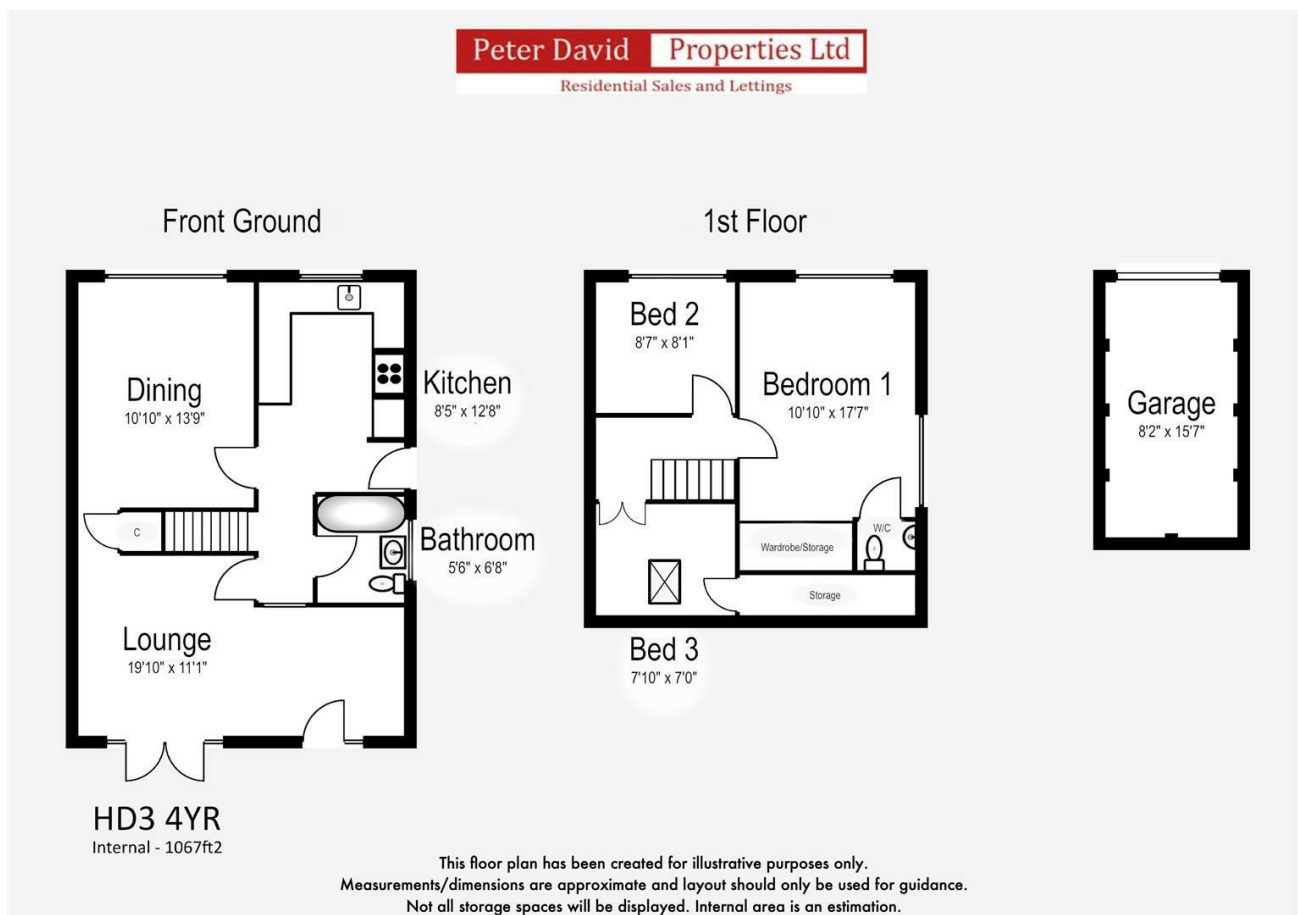 Peter David Properties Ltd
Residential Sales and Lettings
Front Ground
Dining
10'10" x 13'9"
Kitchen
8'5" x 12'8"
C
Bathroom
5'6" x 6'8"
Lounge
19'10" x 11'1"
1st Floor
Bed 2
8'7" x 8'1"
Bedroom 1
10'10" x 17'7"
W/C
Wardrobe/Storage
Storage
Bed 3
7'10" x 7'0"
Garage
8'2" x 15'7"
HD3 4YR
Internal - 1067ft2
This floor plan has been created for illustrative purposes only.
Measurements/dimensions are approximate and layout should only be used for guidance.
Not all storage spaces will be displayed. Internal area is an estimation.